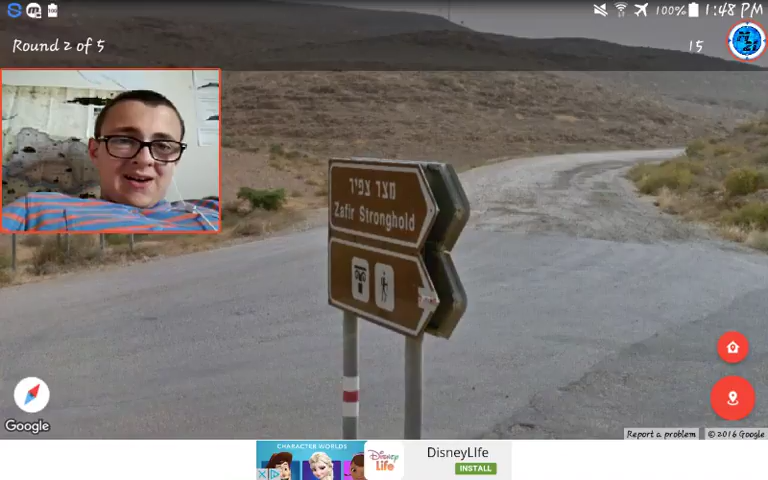 100% 1:48 PM
Round 2 of 5
15
מצד צפיר
Zafir Stronghold
Google
Report a problem
© 2016 Google
CHARACTER WORLDS
Disney
Life
DisneyLIfe
INSTALL